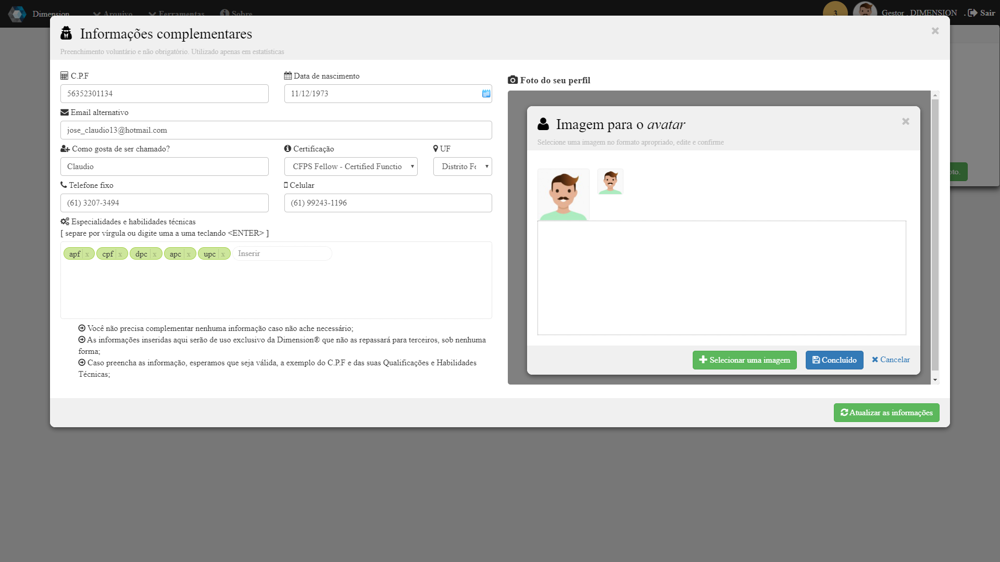 Dimension
Arquivo
Ferramentas
Sobre
3
Gestor . DIMENSION
. Sair
Informações complementares
Preenchimento voluntário e não obrigatório. Utilizado apenas em estatísticas
C.P.F
56352301134
Data de nascimento
11/12/1973
Email alternativo
jose_claudio13@hotmail.com
Como gosta de ser chamado?
Claudio
Certificação
CFPS Fellow - Certified Functio
UF
Distrito Fe
Telefone fixo
(61) 3207-3494
Celular
(61) 99243-1196
Especialidades e habilidades técnicas
[ separe por vírgula ou digite uma a uma teclando <ENTER> ]
apf x cpf x dpc x apc x upc x Inserir
Você não precisa complementar nenhuma informação caso não ache necessário;
As informações inseridas aqui serão de uso exclusivo da Dimension® que não as repassará para terceiros, sob nenhuma
forma;
Caso preencha as informação, esperamos que seja válida, a exemplo do C.P.F e das suas Qualificações e Habilidades
Técnicas;
Foto do seu perfil
Imagem para o avatar
Selecione uma imagem no formato apropriado, edite e confirme
Selecionar uma imagem
Concluído
Cancelar
oto.
Atualizar as informações